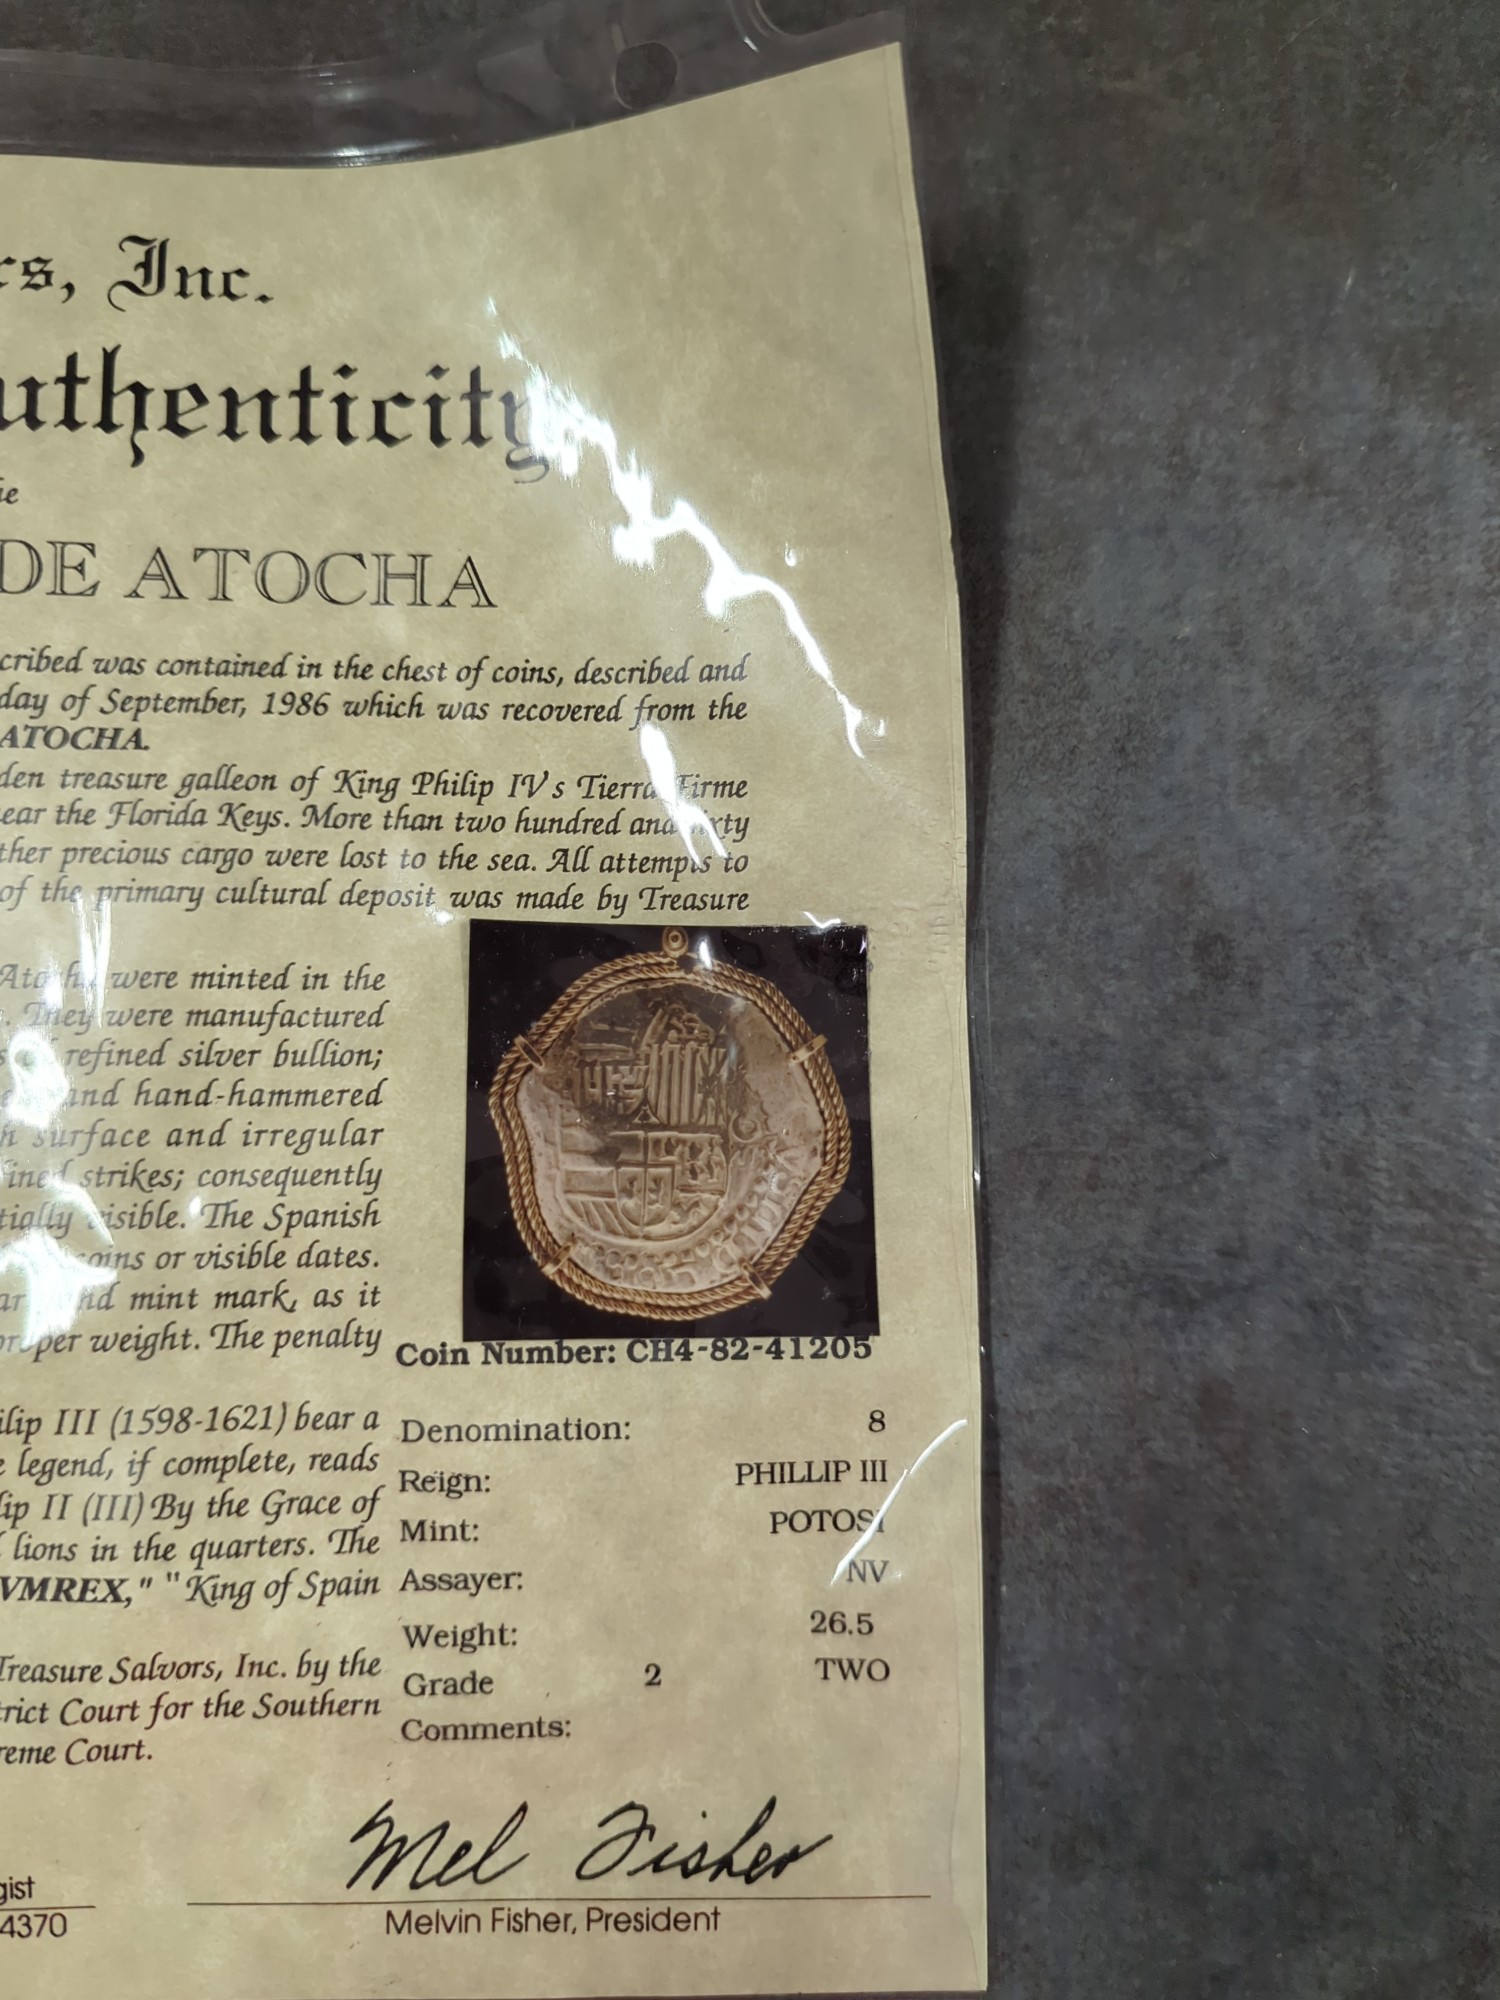 rs, Inc.
uthenticity
DE ATOCHA
cribed was contained in the chest of coins, described and
day of September, 1986 which was recovered from the
ATOCHA.
den treasure galleon of King Philip IV's Tierra Firme
ear the Florida Keys. More than two hundred and sixty
ther precious cargo were lost to the sea. All attempts to
of the primary cultural deposit was made by Treasure
Atocha were minted in the
. They were manufactured
refined silver bullion;
and hand-hammered
h surface and irregular
fined strikes; consequently
tially visible. The Spanish
coins or visible dates.
and mint mark, as it
proper weight. The penalty
Coin Number: CH4-82-41205
ilip III (1598-1621) bear a
e legend, if complete, reads
lip II (III) By the Grace of
lions in the quarters. The
VMREX," "King of Spain
Treasure Salvors, Inc. by the
trict Court for the Southern
reme Court.
Denomination: 8
Reign: PHILLIP III
Mint: POTOSI
Assayer: NV
Weight: 26.5
Grade 2 TWO
Comments:
Mel Fisher
gist
4370
Melvin Fisher, President